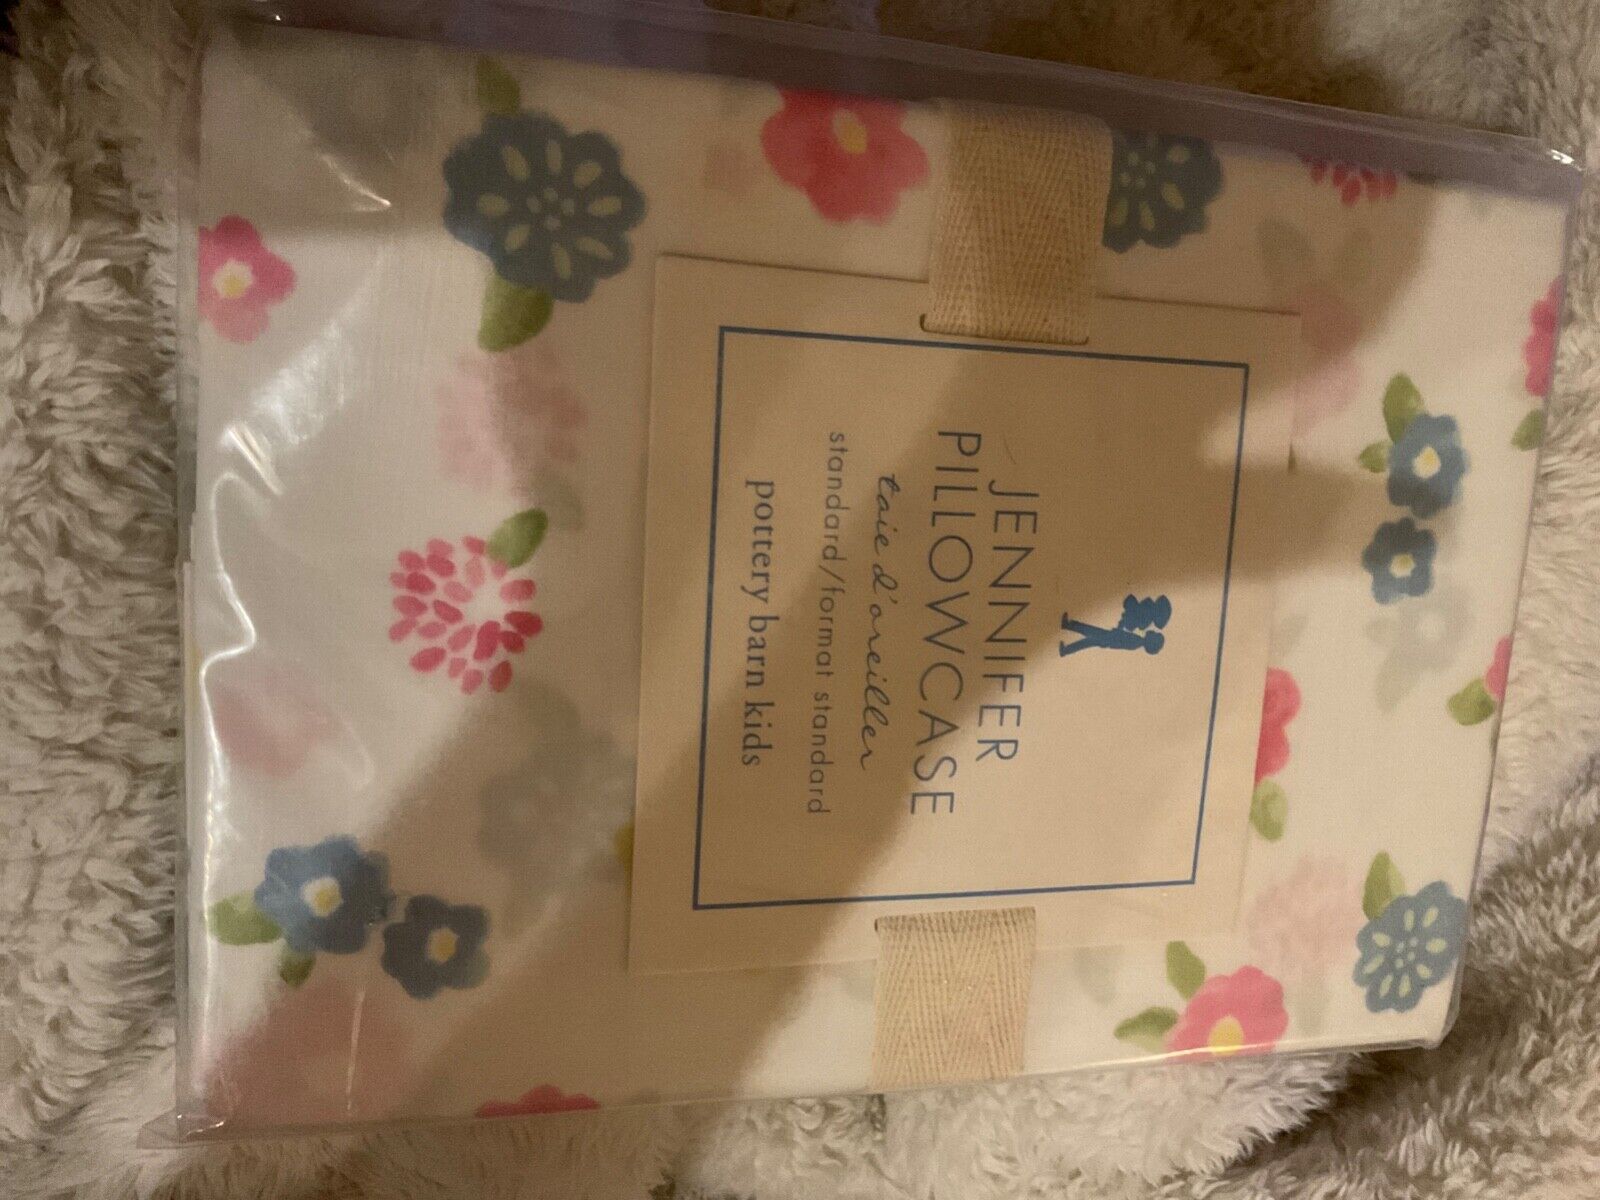 JENNIFER
PILLOWCASE
taie d'oreiller
standard/format standard
pottery barn kids